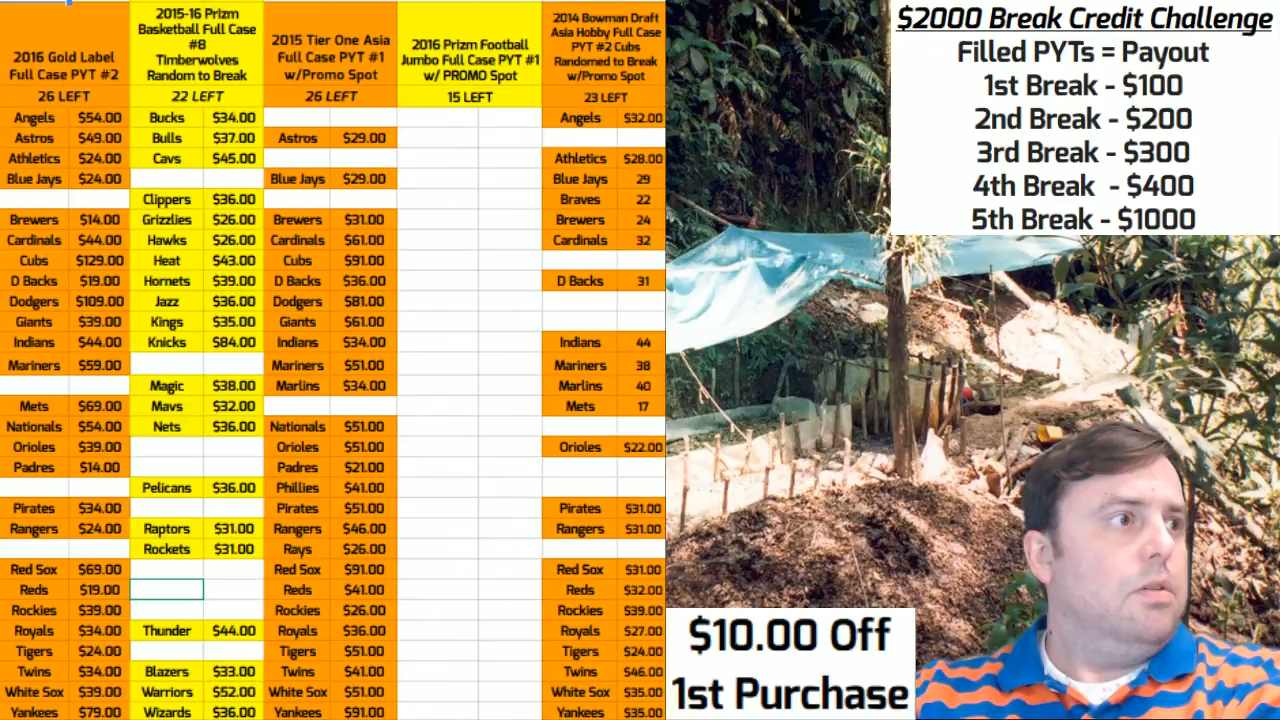 2016 Gold Label
Full Case PYT #2
26 LEFT
Angels $54.00
Astros $49.00
Athletics $24.00
Blue Jays $24.00
Brewers $14.00
Cardinals $44.00
Cubs $129.00
D Backs $19.00
Dodgers $109.00
Giants $39.00
Indians $44.00
Mariners $59.00
Mets $69.00
Nationals $54.00
Orioles $39.00
Padres $14.00
Pirates $34.00
Rangers $24.00
Red Sox $69.00
Reds $19.00
Rockies $39.00
Royals $34.00
Tigers $24.00
Twins $34.00
White Sox $39.00
Yankees $79.00
2015-16 Prizm
Basketball Full Case
#8
Timberwolves
Random to Break
22 LEFT
Bucks $34.00
Bulls $37.00
Cavs $45.00
Clippers $36.00
Grizzlies $26.00
Hawks $26.00
Heat $43.00
Hornets $39.00
Jazz $36.00
Kings $35.00
Knicks $84.00
Magic $38.00
Mavs $32.00
Nets $36.00
Pelicans $36.00
Raptors $31.00
Rockets $31.00
Thunder $44.00
Blazers $33.00
Warriors $52.00
Wizards $36.00
2015 Tier One Asia
Full Case PYT #1
w/Promo Spot
26 LEFT
Astros $29.00
Blue Jays $29.00
Brewers $31.00
Cardinals $61.00
Cubs $91.00
D Backs $36.00
Dodgers $81.00
Giants $61.00
Indians $34.00
Mariners $51.00
Marlins $34.00
Nationals $51.00
Orioles $51.00
Padres $21.00
Phillies $41.00
Pirates $51.00
Rangers $46.00
Rays $26.00
Red Sox $91.00
Reds $41.00
Rockies $26.00
Royals $36.00
Tigers $51.00
Twins $41.00
White Sox $51.00
Yankees $91.00
2016 Prizm Football
Jumbo Full Case PYT #1
w/ PROMO Spot
15 LEFT
2014 Bowman Draft
Asia Hobby Full Case
PYT #2 Cubs
Randomed to Break
w/Promo Spot
23 LEFT
Angels $32.00
Athletics $28.00
Blue Jays 29
Braves 22
Brewers 24
Cardinals 32
D Backs 31
Indians 44
Mariners 38
Marlins 40
Mets 17
Orioles $22.00
Pirates $31.00
Rangers $31.00
Red Sox $31.00
Reds $32.00
Rockies $39.00
Royals $27.00
Tigers $24.00
Twins $46.00
White Sox $35.00
Yankees $35.00
$2000 Break Credit Challenge
Filled PYTs = Payout
1st Break - $100
2nd Break - $200
3rd Break - $300
4th Break - $400
5th Break - $1000
$10.00 Off
1st Purchase